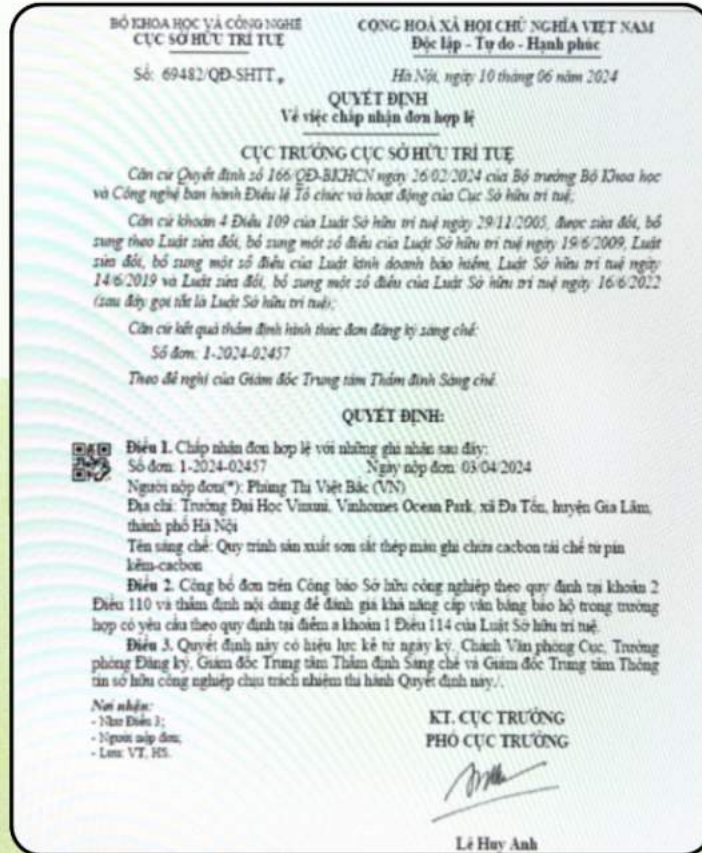 BỘ KHOA HỌC VÀ CÔNG NGHỆ
CỤC SỞ HỮU TRÍ TUỆ
CỘNG HOÀ XÃ HỘI CHỦ NGHĨA VIỆT NAM
Độc lập - Tự do - Hạnh phúc
Số: 69482/QĐ-SHTT
Hà Nội, ngày 10 tháng 06 năm 2024
QUYẾT ĐỊNH
Về việc chấp nhận đơn hợp lệ
CỤC TRƯỞNG CỤC SỞ HỮU TRÍ TUỆ
Căn cứ Quyết định số 166/QĐ-BKHCN ngày 26/02/2024 của Bộ trưởng Bộ Khoa học
và Công nghệ ban hành Điều lệ Tổ chức và hoạt động của Cục Sở hữu trí tuệ;
Căn cứ khoản 4 Điều 109 của Luật Sở hữu trí tuệ ngày 29/11/2005, được sửa đổi, bổ
sung theo Luật sửa đổi, bổ sung một số điều của Luật Sở hữu trí tuệ ngày 19/6/2009, Luật
sửa đổi, bổ sung một số điều của Luật kinh doanh bảo hiểm, Luật Sở hữu trí tuệ ngày
14/6/2019 và Luật sửa đổi, bổ sung một số điều của Luật Sở hữu trí tuệ ngày 16/6/2022
(sau đây gọi tắt là Luật Sở hữu trí tuệ);
Căn cứ kết quả thẩm định hình thức đơn đăng ký sáng chế:
Số đơn: 1-2024-02457
Theo đề nghị của Giám đốc Trung tâm Thẩm định Sáng chế.
QUYẾT ĐỊNH:
Điều 1. Chấp nhận đơn hợp lệ với những ghi nhận sau đây:
Số đơn: 1-2024-02457 Ngày nộp đơn: 03/04/2024
Người nộp đơn(*): Phùng Thị Việt Bắc (VN)
Địa chỉ: Trường Đại Học Vinuni, Vinhomes Ocean Park, xã Đa Tốn, huyện Gia Lâm,
thành phố Hà Nội
Tên sáng chế: Quy trình sản xuất sơn sắt thép màu ghi chứa cacbon tái chế từ pin
kẽm-cacbon
Điều 2. Công bố đơn trên Công báo Sở hữu công nghiệp theo quy định tại khoản 2
Điều 110 và thẩm định nội dung để đánh giá khả năng cấp văn bằng bảo hộ trong trường
hợp có yêu cầu theo quy định tại điểm a khoản 1 Điều 114 của Luật Sở hữu trí tuệ.
Điều 3. Quyết định này có hiệu lực kể từ ngày ký. Chánh Văn phòng Cục, Trưởng
phòng Đăng ký, Giám đốc Trung tâm Thẩm định Sáng chế và Giám đốc Trung tâm Thông
tin sở hữu công nghiệp chịu trách nhiệm thi hành Quyết định này./.
Nơi nhận:
- Như Điều 3;
- Người nộp đơn;
- Lưu: VT, HS.
KT. CỤC TRƯỞNG
PHÓ CỤC TRƯỞNG
Lê Huy Anh